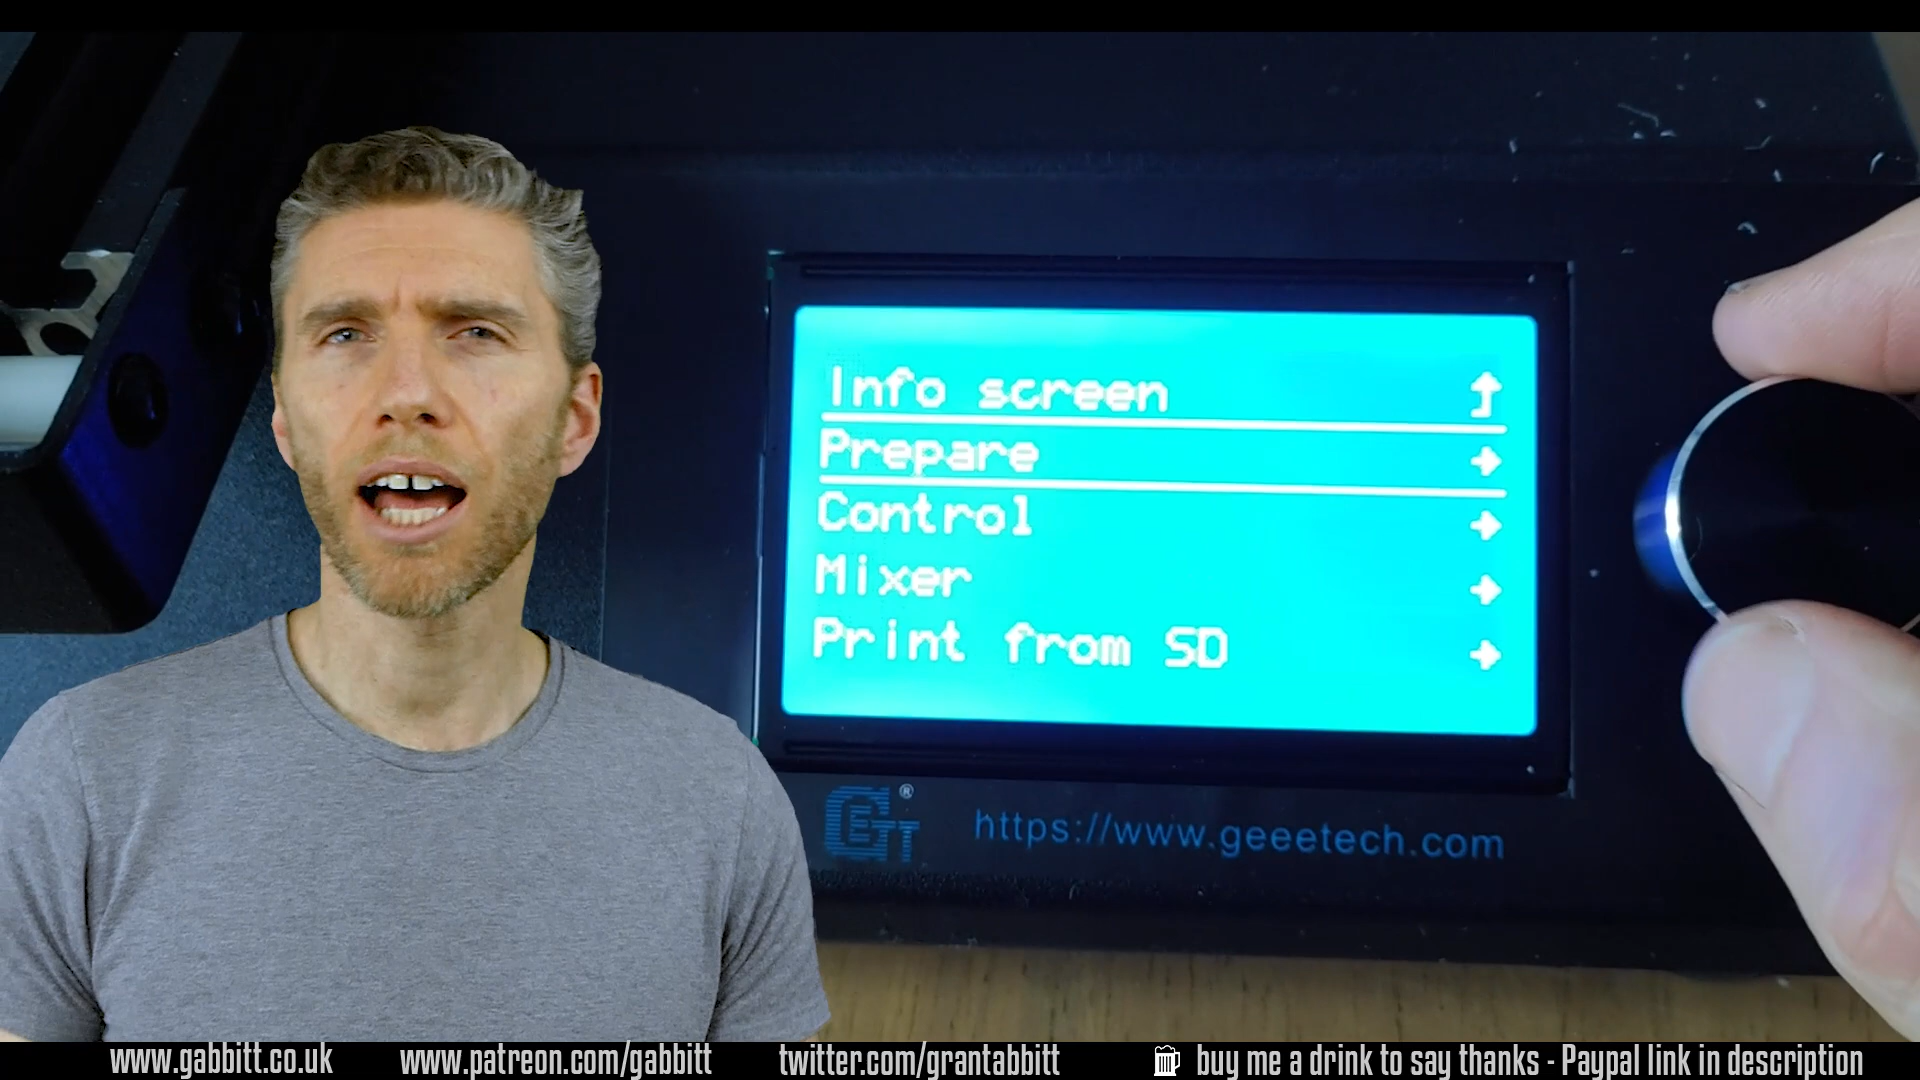 Info screen
Prepare
Control
Mixer
Print from SD
GETT®
https://www.geeetech.com
www.gabbitt.co.uk www.patreon.com/gabbitt twitter.com/grantabbitt buy me a drink to say thanks - Paypal link in description